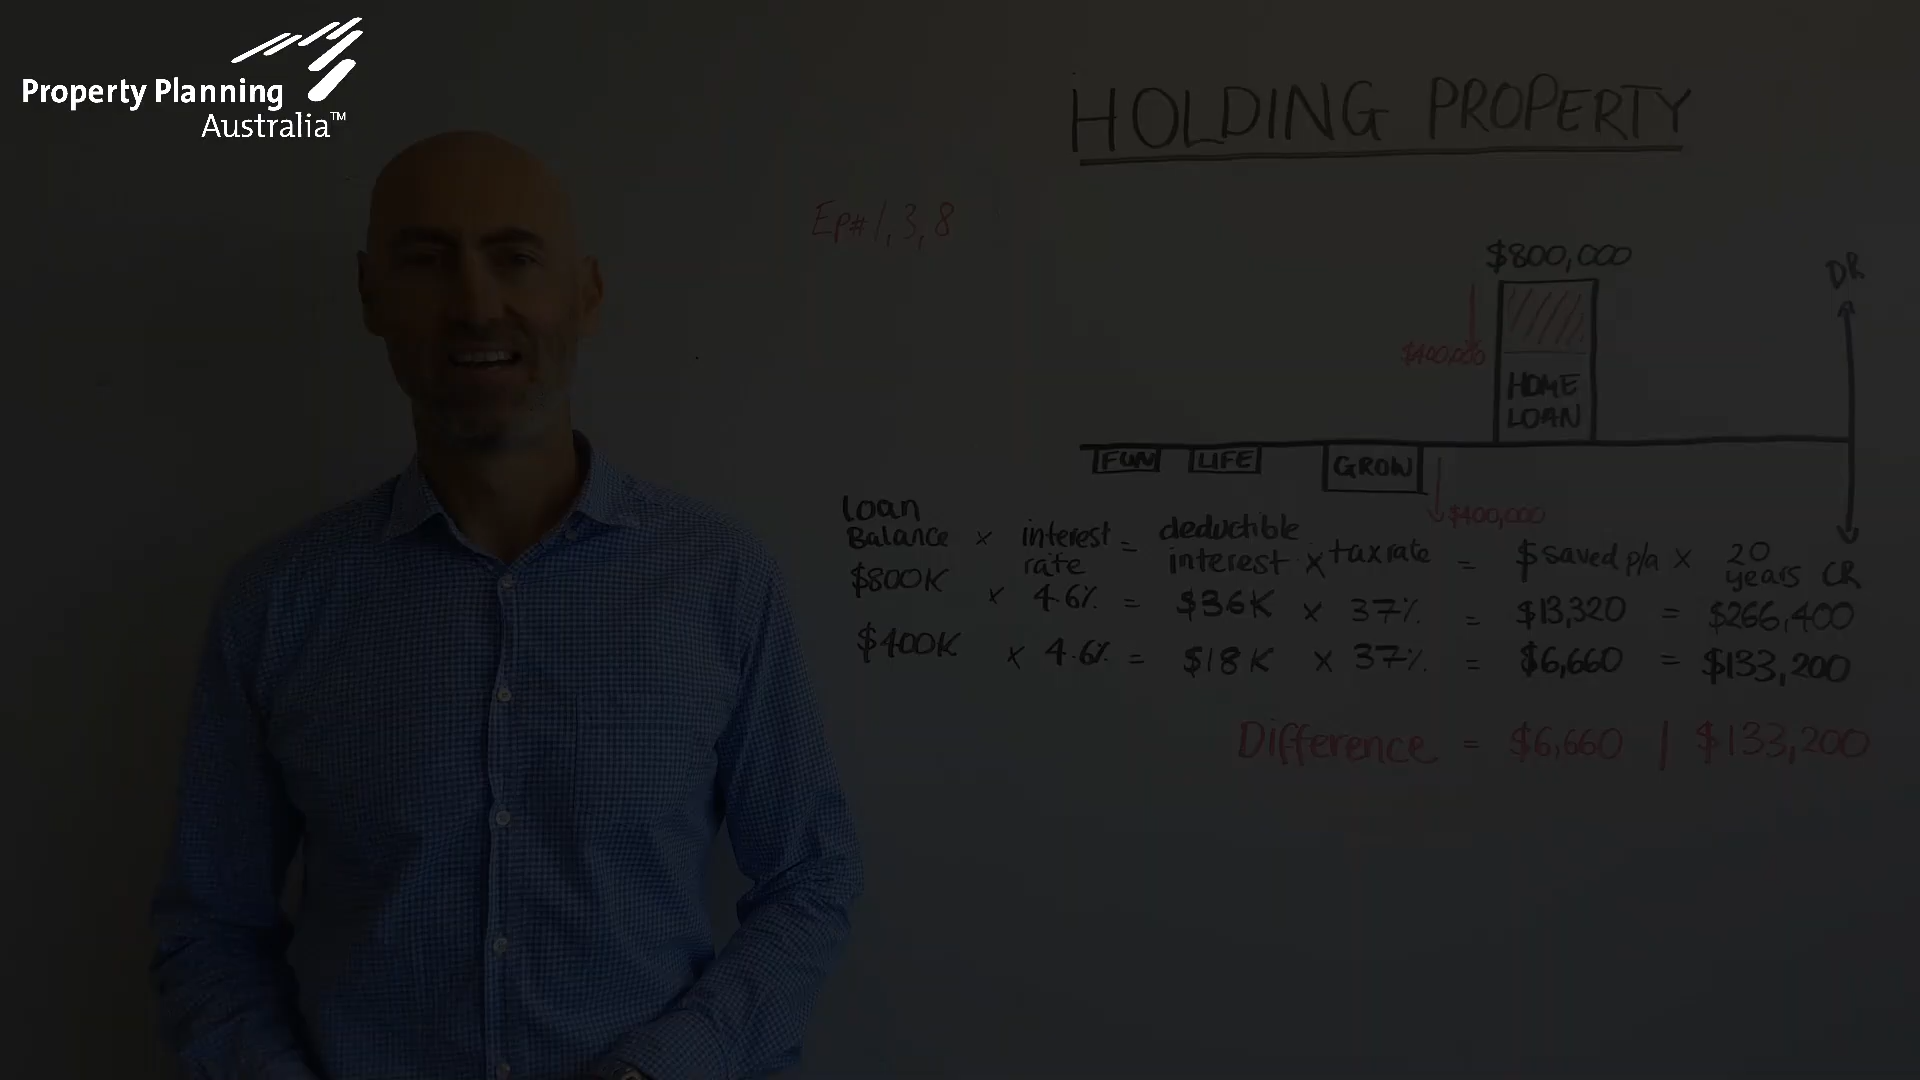 Property Planning
Australia™
HOLDING PROPERTY
Ep# 1, 3, 8
$800,000
DR
$400,000
HOME
LOAN
FUN LIFE GROW
$400,000
loan
Balance × interest rate = deductible interest × tax rate = $ saved p/a × 20 years CR
$800K × 4.6% = $36K × 37% = $13,320 = $266,400
$400K × 4.6% = $18K × 37% = $6,660 = $133,200
Difference = $6,660 | $133,200